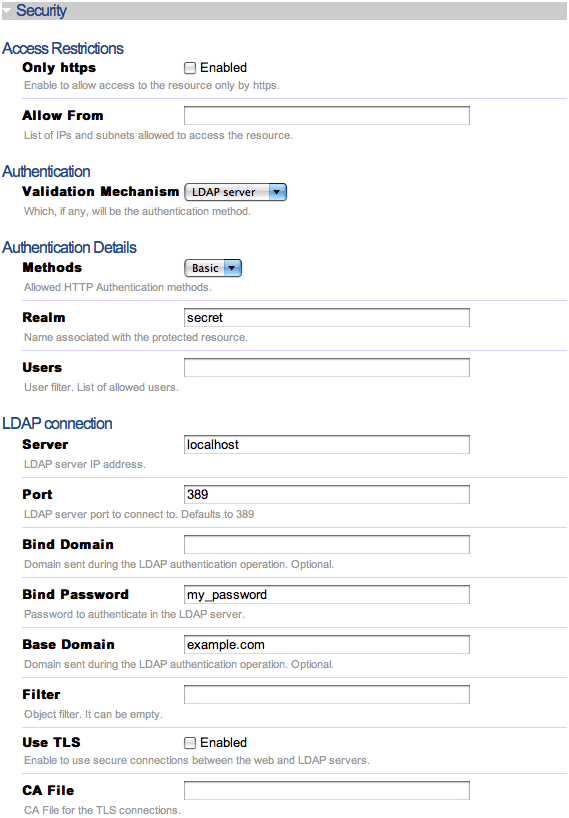 Security
Access Restrictions
Only https Enabled
Enable to allow access to the resource only by https.
Allow From
List of IPs and subnets allowed to access the resource.
Authentication
Validation Mechanism LDAP server
Which, if any, will be the authentication method.
Authentication Details
Methods Basic
Allowed HTTP Authentication methods.
Realm secret
Name associated with the protected resource.
Users
User filter. List of allowed users.
LDAP connection
Server localhost
LDAP server IP address.
Port 389
LDAP server port to connect to. Defaults to 389
Bind Domain
Domain sent during the LDAP authentication operation. Optional.
Bind Password my_password
Password to authenticate in the LDAP server.
Base Domain example.com
Domain sent during the LDAP authentication operation. Optional.
Filter
Object filter. It can be empty.
Use TLS Enabled
Enable to use secure connections between the web and LDAP servers.
CA File
CA File for the TLS connections.